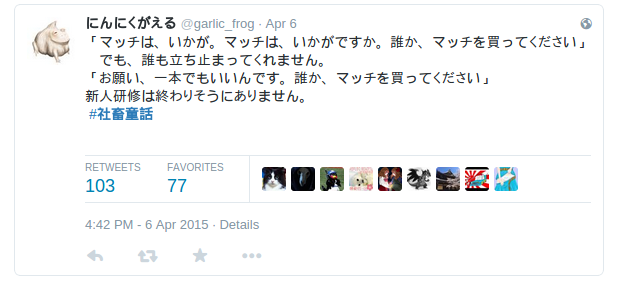 にんにくがえる @garlic_frog · Apr 6
「マッチは、いかが。マッチは、いかがですか。誰か、マッチを買ってください」
でも、誰も立ち止まってくれません。
「お願い、一本でもいいんです。誰か、マッチを買ってください」
新人研修は終わりそうにありません。
#社畜童話
RETWEETS FAVORITES
103 77
4:42 PM - 6 Apr 2015 · Details